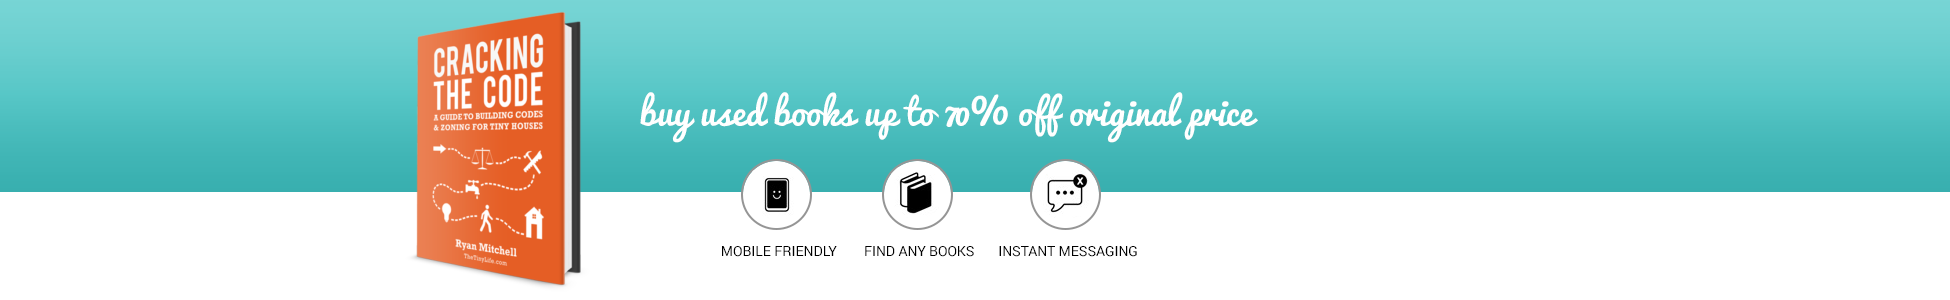 CRACKING
THE CODE
A GUIDE TO BUILDING CODES
& ZONING FOR TINY HOUSES
Ryan Mitchell
TheTinyLife.com
buy used books up to 70% off original price
X
MOBILE FRIENDLY
FIND ANY BOOKS
INSTANT MESSAGING